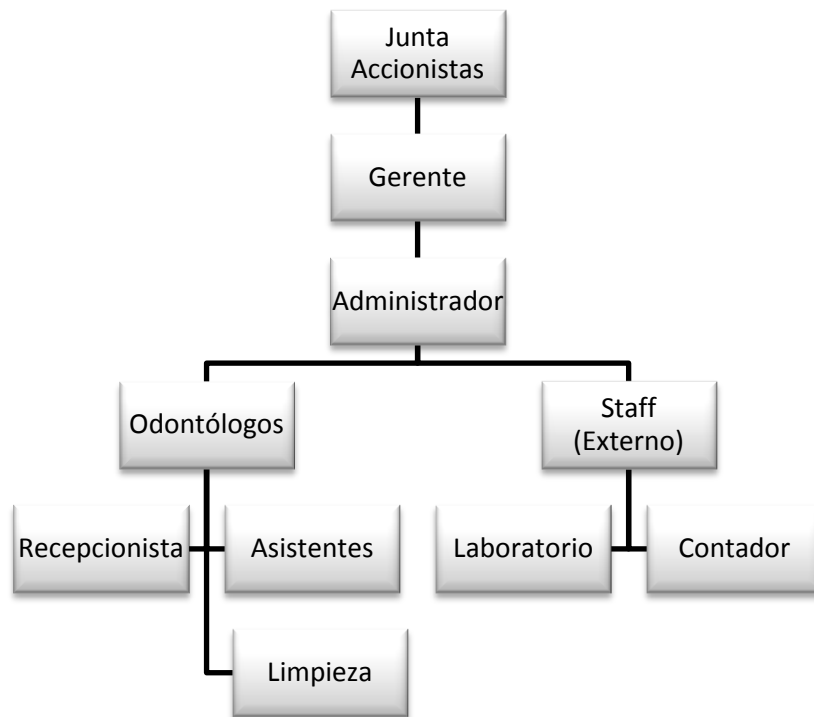 Junta
Accionistas
Gerente
Administrador
Odontólogos
Staff
(Externo)
Recepcionista
Asistentes
Laboratorio
Contador
Limpieza